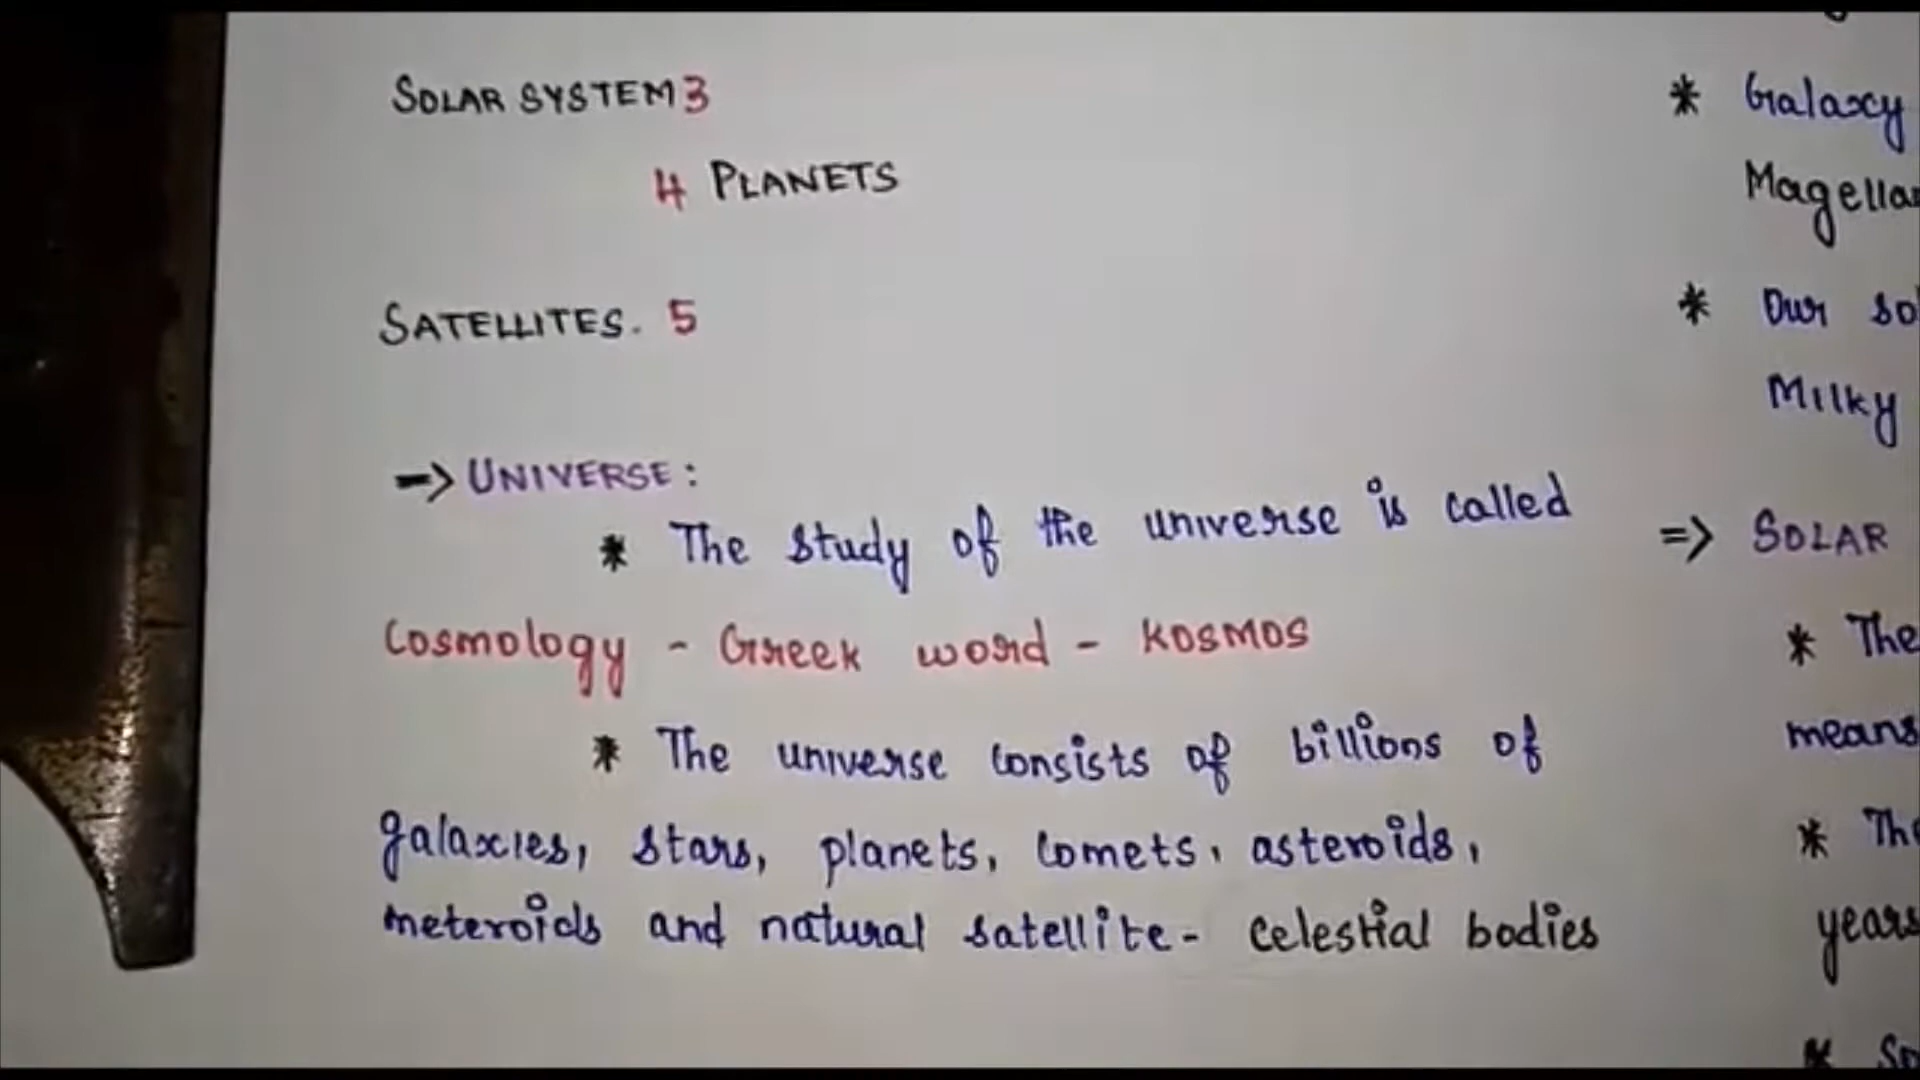 SOLAR SYSTEM 3
4 PLANETS
SATELLITES. 5
→ UNIVERSE:
* The study of the universe is called
Cosmology - Greek word - KOSMOS
* The universe consists of billions of
galaxies, stars, planets, comets, asteroids,
meteroids and natural satellite - celestial bodies
* Galaxy
Magella
* Our so
Milky
⇒ SOLAR
* The
means
* The
years
* So